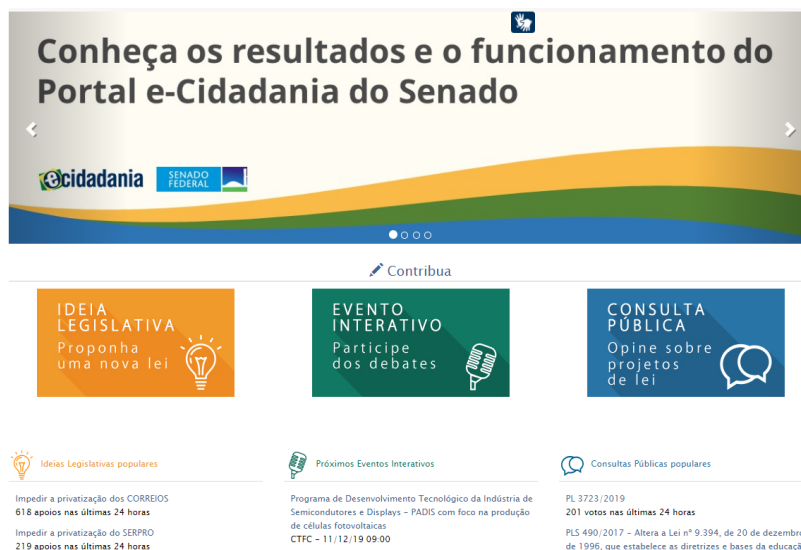 Conheça os resultados e o funcionamento do
Portal e-Cidadania do Senado
ecidadania
SENADO
FEDERAL
Contribua
IDEIA
LEGISLATIVA
Proponha
uma nova lei
EVENTO
INTERATIVO
Participe
dos debates
CONSULTA
PÚBLICA
Opine sobre
projetos
de lei
Ideias Legislativas populares
Impedir a privatização dos CORREIOS
618 apoios nas últimas 24 horas
Impedir a privatização do SERPRO
219 apoios nas últimas 24 horas
Próximos Eventos Interativos
Programa de Desenvolvimento Tecnológico da Indústria de
Semicondutores e Displays – PADIS com foco na produção
de células fotovoltaicas
CTFC – 11/12/19 09:00
Consultas Públicas populares
PL 3723/2019
201 votos nas últimas 24 horas
PLS 490/2017 – Altera a Lei nº 9.394, de 20 de dezembro
de 1996, que estabelece as diretrizes e bases da educaçã